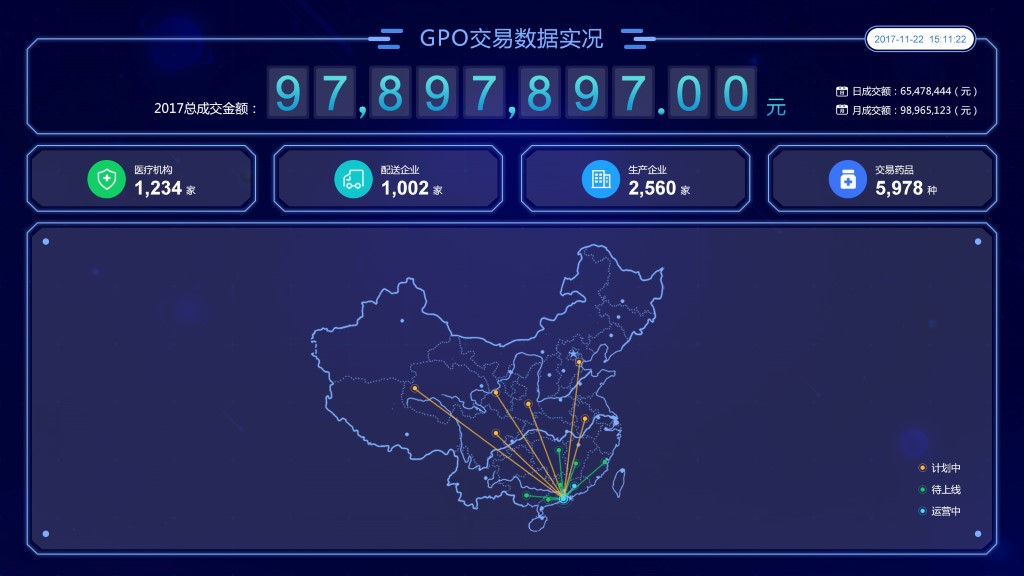 GPO交易数据实况
2017-11-22 15:11:22
2017总成交金额：
97,897,897.00 元
日成交额：65,478,444（元）
月成交额：98,965,123（元）
医疗机构
1,234 家
配送企业
1,002 家
生产企业
2,560 家
交易药品
5,978 种
计划中
待上线
运营中